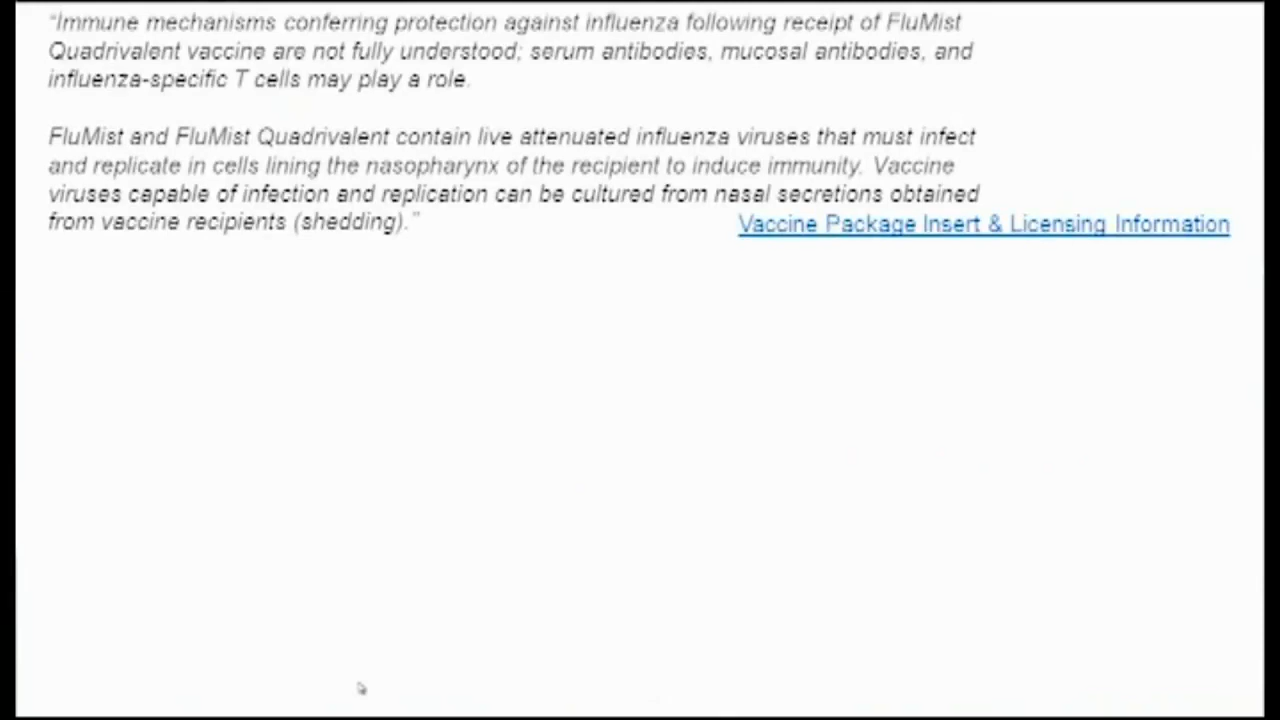 “Immune mechanisms conferring protection against influenza following receipt of FluMist
Quadrivalent vaccine are not fully understood; serum antibodies, mucosal antibodies, and
influenza-specific T cells may play a role.
FluMist and FluMist Quadrivalent contain live attenuated influenza viruses that must infect
and replicate in cells lining the nasopharynx of the recipient to induce immunity. Vaccine
viruses capable of infection and replication can be cultured from nasal secretions obtained
from vaccine recipients (shedding).”
Vaccine Package Insert & Licensing Information